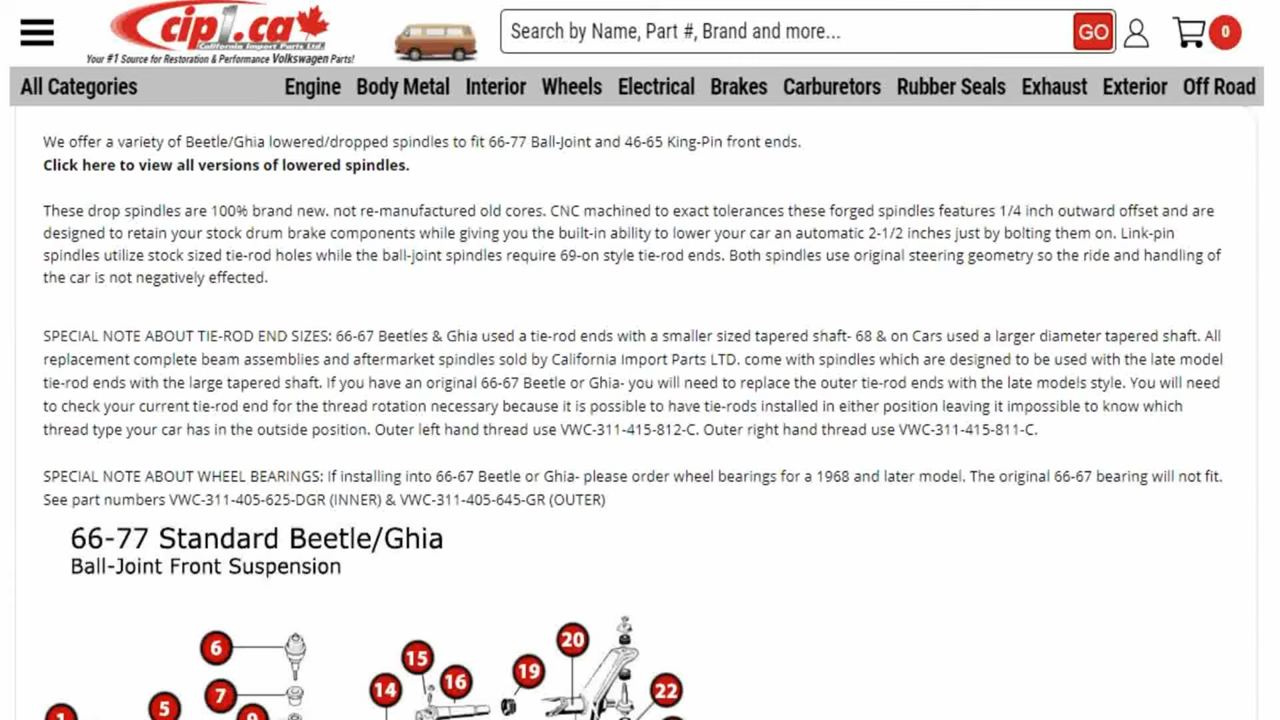 cip1.ca
California Import Parts Ltd.
Your #1 Source for Restoration & Performance Volkswagen Parts!
Search by Name, Part #, Brand and more...
GO
0
All Categories
Engine Body Metal Interior Wheels Electrical Brakes Carburetors Rubber Seals Exhaust Exterior Off Road
We offer a variety of Beetle/Ghia lowered/dropped spindles to fit 66-77 Ball-Joint and 46-65 King-Pin front ends.
Click here to view all versions of lowered spindles.
These drop spindles are 100% brand new. not re-manufactured old cores. CNC machined to exact tolerances these forged spindles features 1/4 inch outward offset and are
designed to retain your stock drum brake components while giving you the built-in ability to lower your car an automatic 2-1/2 inches just by bolting them on. Link-pin
spindles utilize stock sized tie-rod holes while the ball-joint spindles require 69-on style tie-rod ends. Both spindles use original steering geometry so the ride and handling of
the car is not negatively effected.
SPECIAL NOTE ABOUT TIE-ROD END SIZES: 66-67 Beetles & Ghia used a tie-rod ends with a smaller sized tapered shaft- 68 & on Cars used a larger diameter tapered shaft. All
replacement complete beam assemblies and aftermarket spindles sold by California Import Parts LTD. come with spindles which are designed to be used with the late model
tie-rod ends with the large tapered shaft. If you have an original 66-67 Beetle or Ghia- you will need to replace the outer tie-rod ends with the late models style. You will need
to check your current tie-rod end for the thread rotation necessary because it is possible to have tie-rods installed in either position leaving it impossible to know which
thread type your car has in the outside position. Outer left hand thread use VWC-311-415-812-C. Outer right hand thread use VWC-311-415-811-C.
SPECIAL NOTE ABOUT WHEEL BEARINGS: If installing into 66-67 Beetle or Ghia- please order wheel bearings for a 1968 and later model. The original 66-67 bearing will not fit.
See part numbers VWC-311-405-625-DGR (INNER) & VWC-311-405-645-GR (OUTER)
66-77 Standard Beetle/Ghia
Ball-Joint Front Suspension
6
20
15
19
16
14
22
7
5